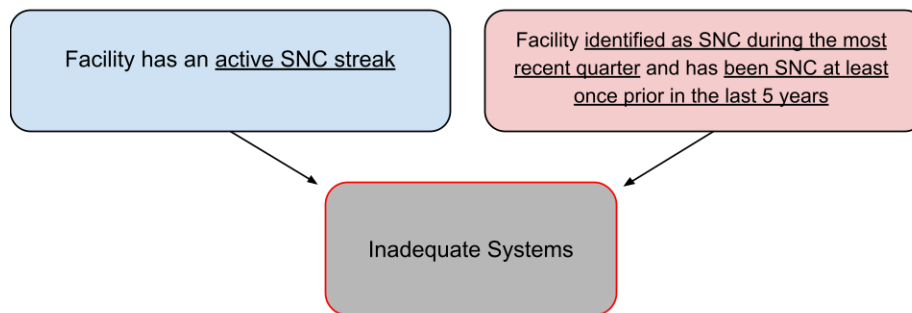 Facility has an active SNC streak
Facility identified as SNC during the most
recent quarter and has been SNC at least
once prior in the last 5 years
Inadequate Systems